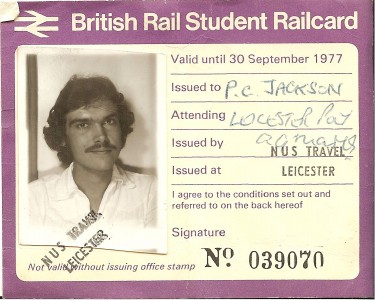 British Rail Student Railcard
Valid until 30 September 1977
Issued to P.C. JACKSON
Attending LEICESTER POLY
Issued by NUS TRAVEL
Issued at LEICESTER
I agree to the conditions set out and
referred to on the back hereof
Signature
NUS TRAVEL
LEICESTER
Not valid without issuing office stamp
Nº 039070